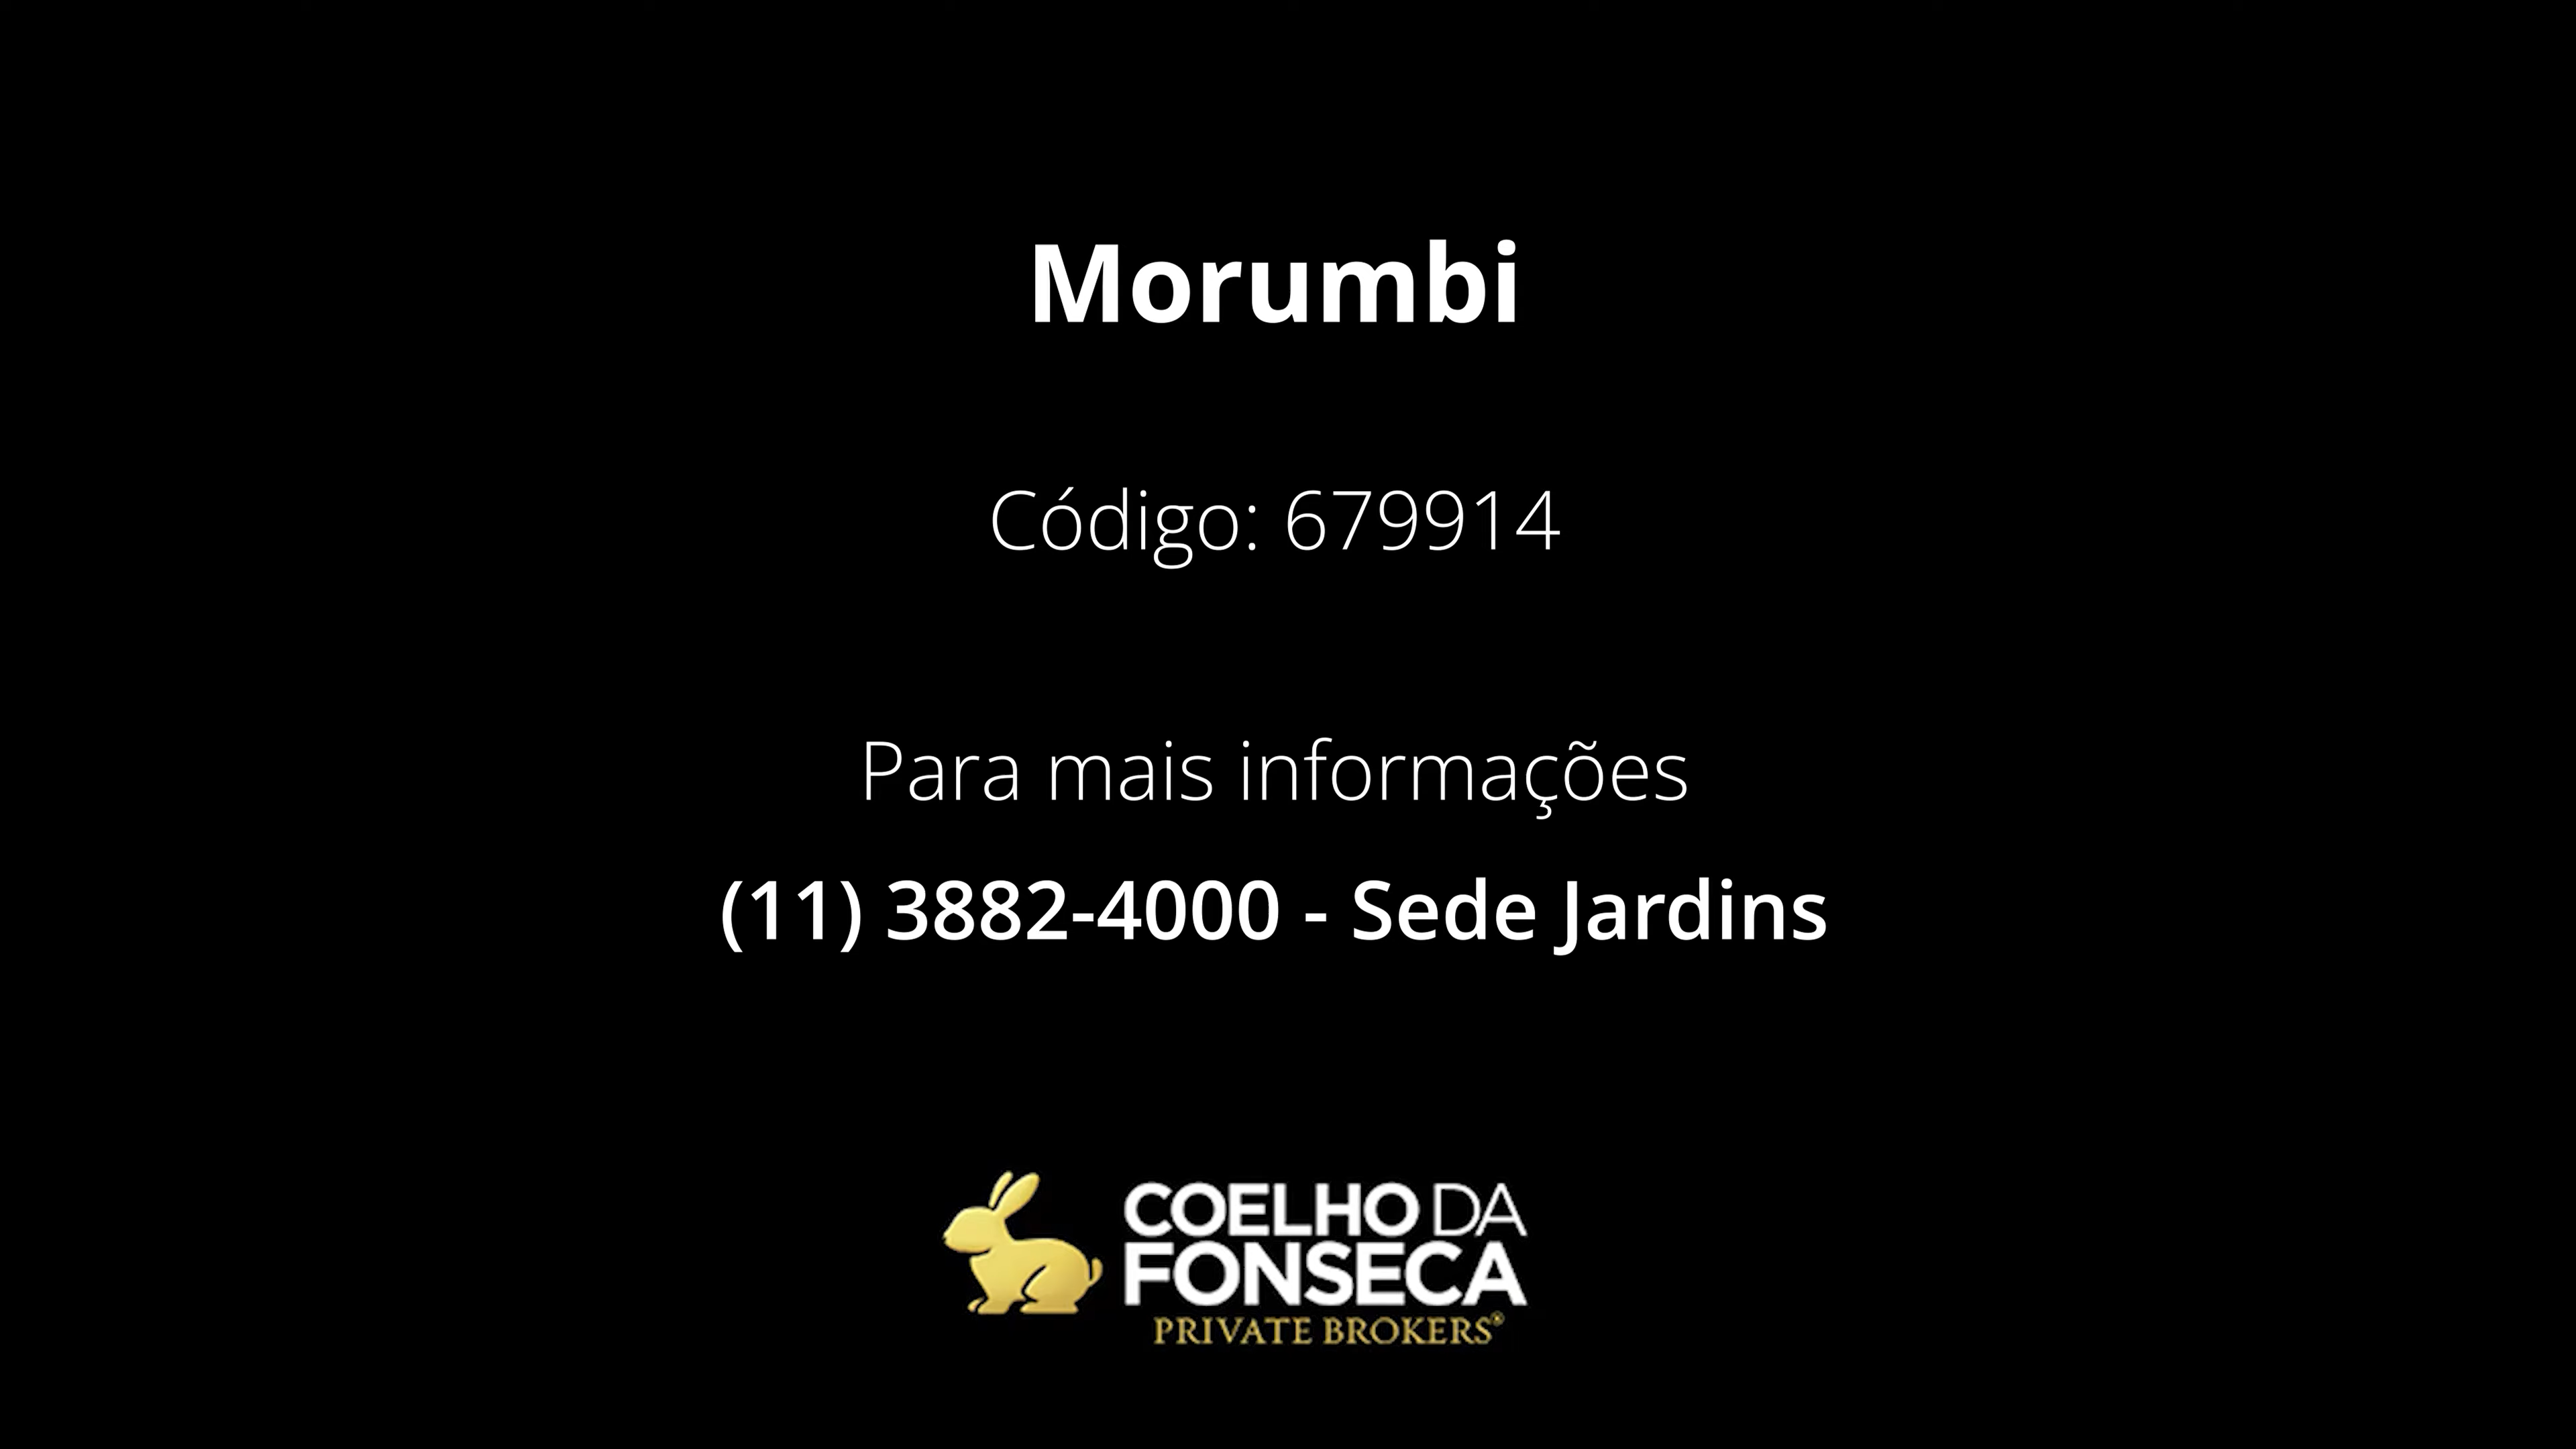 Morumbi
Código: 679914
Para mais informações
(11) 3882-4000 - Sede Jardins
COELHO DA
FONSECA
PRIVATE BROKERS®